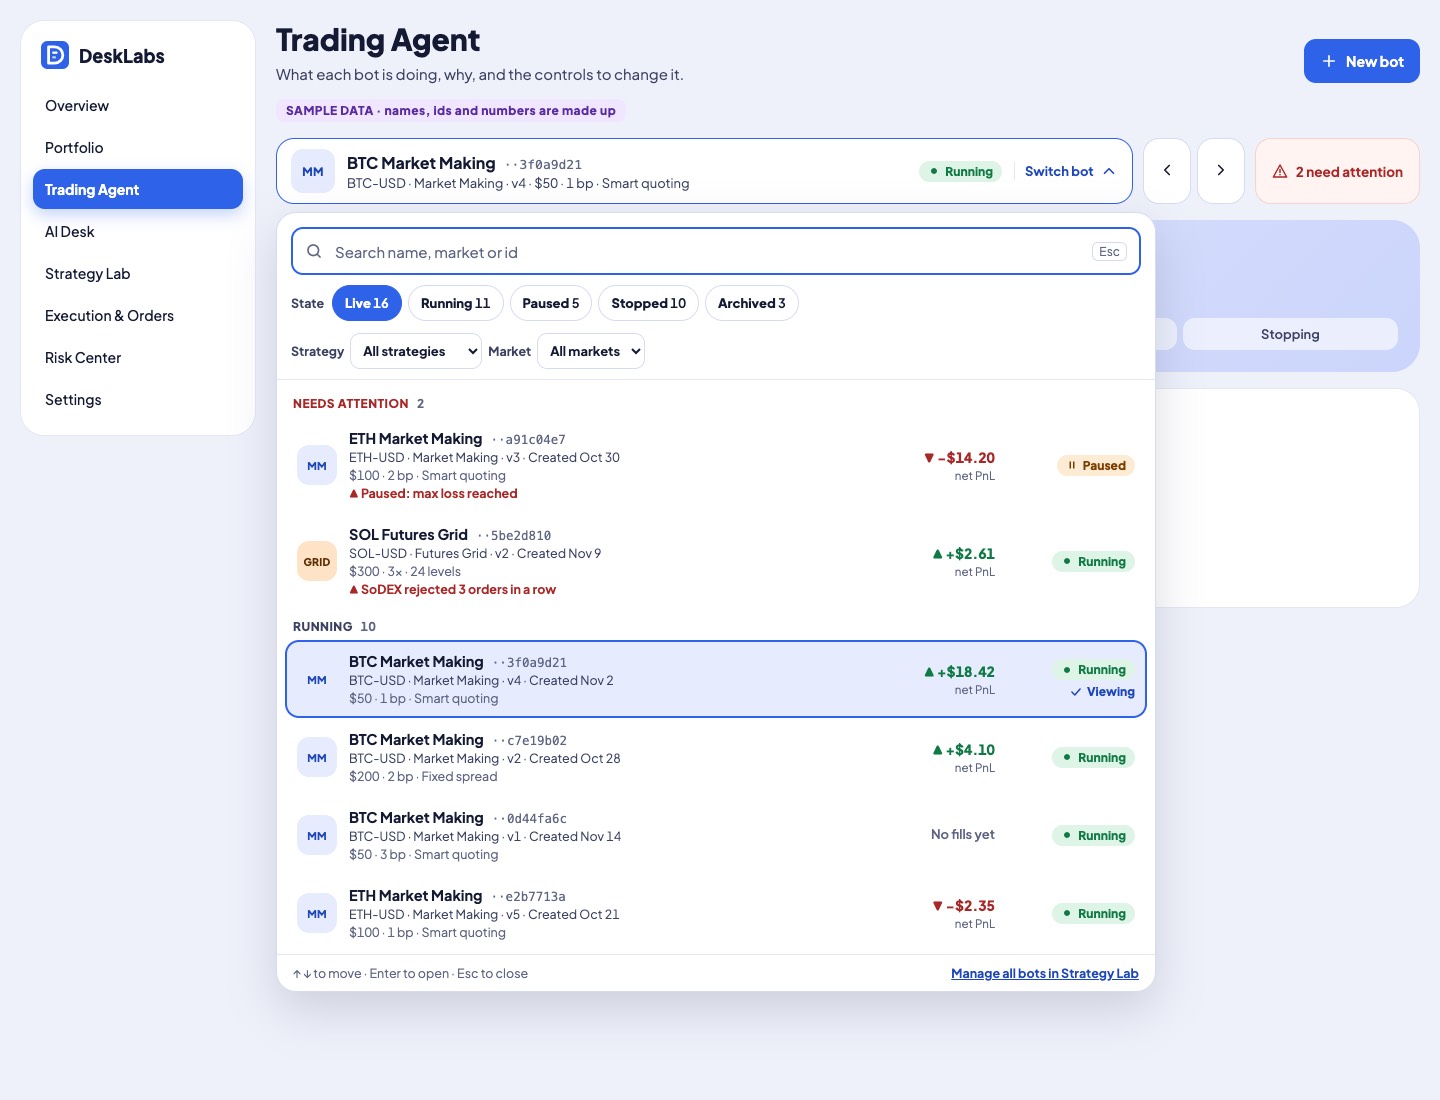 DeskLabs
Overview
Portfolio
Trading Agent
AI Desk
Strategy Lab
Execution & Orders
Risk Center
Settings
Trading Agent
What each bot is doing, why, and the controls to change it.
SAMPLE DATA · names, ids and numbers are made up
+ New bot
MM
BTC Market Making ··3f0a9d21
BTC-USD · Market Making · v4 · $50 · 1 bp · Smart quoting
Running
Switch bot
2 need attention
Search name, market or id
Esc
State
Live 16
Running 11
Paused 5
Stopped 10
Archived 3
Strategy
All strategies
Market
All markets
Stopping
NEEDS ATTENTION 2
MM
ETH Market Making ··a91c04e7
ETH-USD · Market Making · v3 · Created Oct 30
$100 · 2 bp · Smart quoting
▲ Paused: max loss reached
▼ −$14.20
net PnL
Paused
GRID
SOL Futures Grid ··5be2d810
SOL-USD · Futures Grid · v2 · Created Nov 9
$300 · 3× · 24 levels
▲ SoDEX rejected 3 orders in a row
▲ +$2.61
net PnL
Running
RUNNING 10
MM
BTC Market Making ··3f0a9d21
BTC-USD · Market Making · v4 · Created Nov 2
$50 · 1 bp · Smart quoting
▲ +$18.42
net PnL
Running
✓ Viewing
MM
BTC Market Making ··c7e19b02
BTC-USD · Market Making · v2 · Created Oct 28
$200 · 2 bp · Fixed spread
▲ +$4.10
net PnL
Running
MM
BTC Market Making ··0d44fa6c
BTC-USD · Market Making · v1 · Created Nov 14
$50 · 3 bp · Smart quoting
No fills yet
Running
MM
ETH Market Making ··e2b7713a
ETH-USD · Market Making · v5 · Created Oct 21
$100 · 1 bp · Smart quoting
▼ −$2.35
net PnL
Running
↑↓ to move · Enter to open · Esc to close
Manage all bots in Strategy Lab